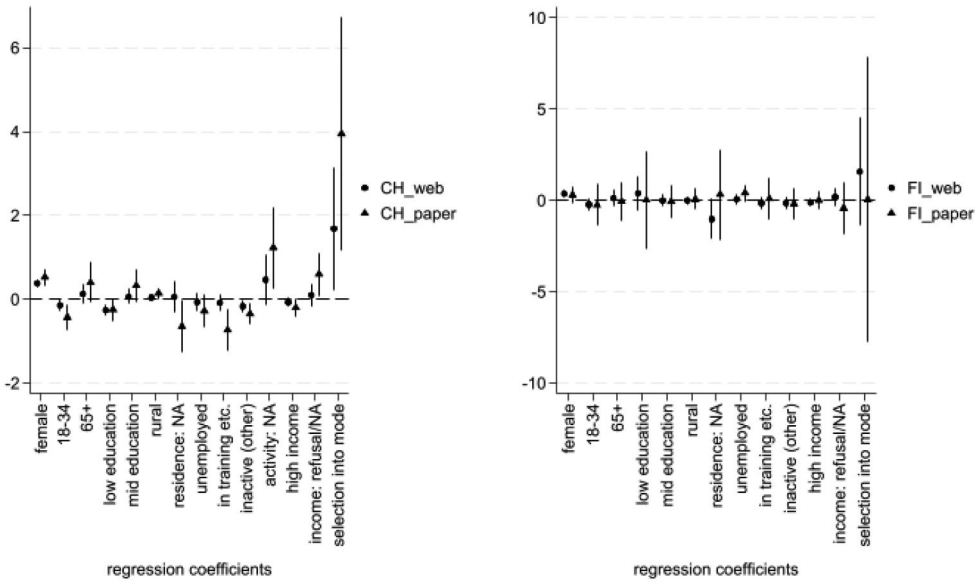 6
4
2
0
-2
female
18-34
65+
low education
mid education
rural
residence: NA
unemployed
in training etc.
inactive (other)
activity: NA
high income
income: refusal/NA
selection into mode
regression coefficients
CH_web
CH_paper
10
5
0
-5
-10
female
18-34
65+
low education
mid education
rural
residence: NA
unemployed
in training etc.
inactive (other)
high income
income: refusal/NA
selection into mode
regression coefficients
FI_web
FI_paper